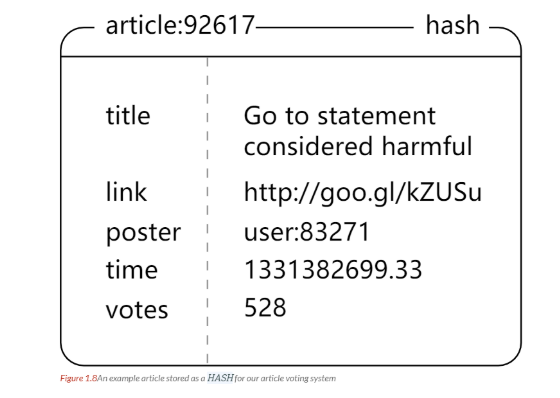 article:92617 hash
title Go to statement
considered harmful
link http://goo.gl/kZUSu
poster user:83271
time 1331382699.33
votes 528
Figure 1.8An example article stored as a HASH for our article voting system